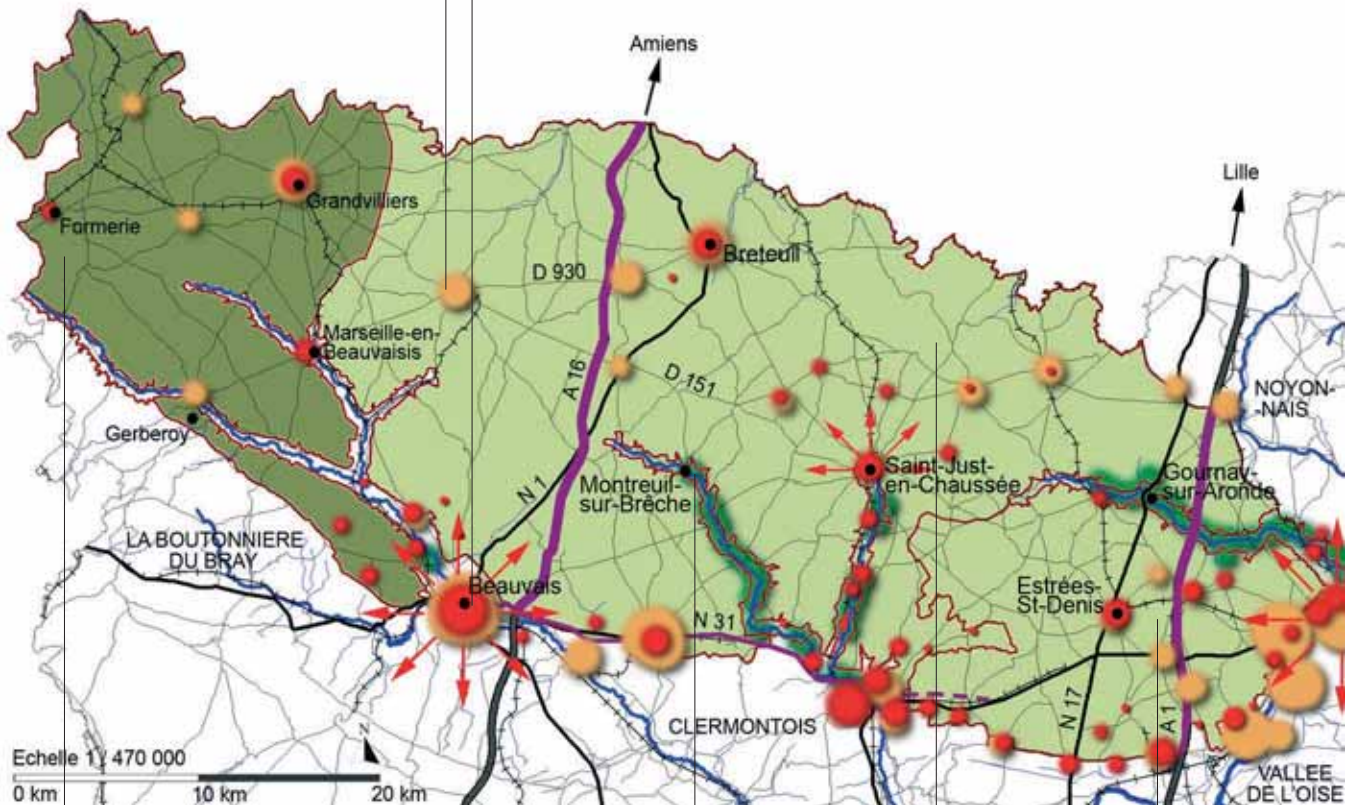 Amiens
Lille
Grandvilliers
Formerie
Breteuil
D 930
Marseille-en-
Beauvaisis
A 16
D 151
NOYON-
-NAIS
Gerberoy
N 1
Montreuil-
sur-Brêche
Saint-Just-
en-Chaussée
Gournay-
sur-Aronde
LA BOUTONNIERE
DU BRAY
Beauvais
Estrées-
St-Denis
N 31
CLERMONTOIS
N 17
A 1
N
Echelle 1 / 470 000
0 km
10 km
20 km
VALLEE
DE L'OISE